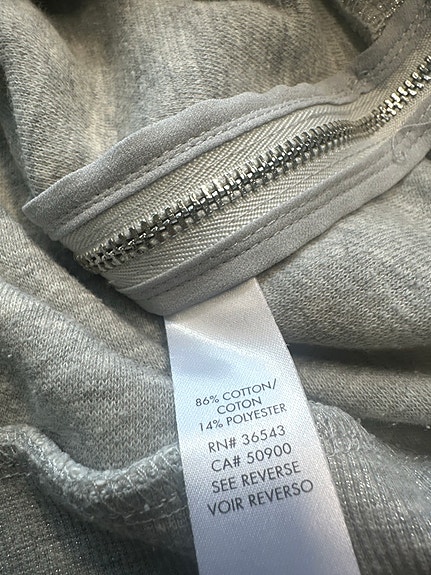 86% COTTON/
COTON
14% POLYESTER
RN# 36543
CA# 50900
SEE REVERSE
VOIR REVERSO